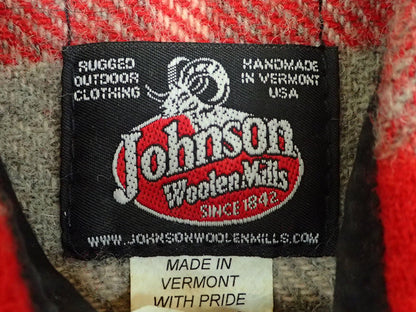 RUGGED
OUTDOOR
CLOTHING
HANDMADE
IN VERMONT
USA
Johnson
Woolen Mills
SINCE 1842
WWW.JOHNSONWOOLENMILLS.COM
MADE IN
VERMONT
WITH PRIDE